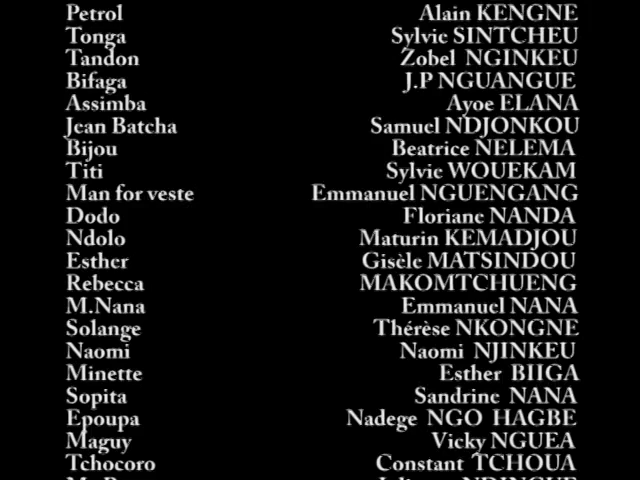 Petrol Alain KENGNE
Tonga Sylvie SINTCHEU
Tandon Zobel NGINKEU
Bifaga J.P NGUANGUE
Assimba Ayoe ELANA
Jean Batcha Samuel NDJONKOU
Bijou Beatrice NELEMA
Titi Sylvie WOUEKAM
Man for veste Emmanuel NGUENGANG
Dodo Floriane NANDA
Ndolo Maturin KEMADJOU
Esther Gisèle MATSINDOU
Rebecca MAKOMTCHUENG
M.Nana Emmanuel NANA
Solange Thérèse NKONGNE
Naomi Naomi NJINKEU
Minette Esther BIIGA
Sopita Sandrine NANA
Epoupa Nadege NGO HAGBE
Maguy Vicky NGUEA
Tchocoro Constant TCHOUA